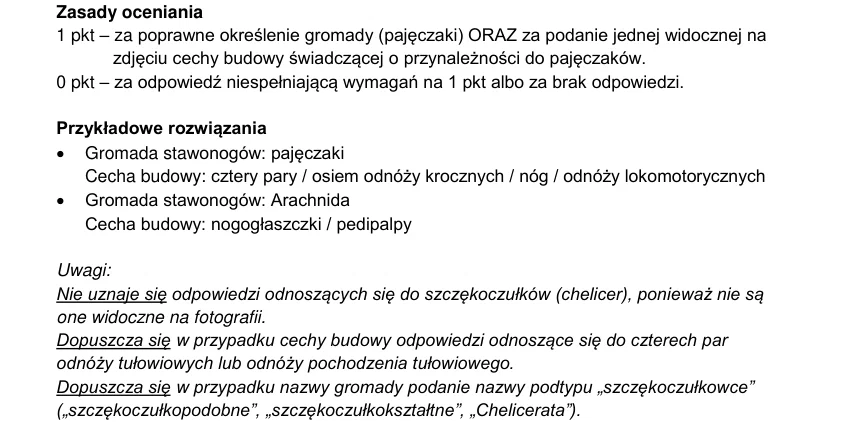 Zasady oceniania
1 pkt – za poprawne określenie gromady (pajęczaki) ORAZ za podanie jednej widocznej na
zdjęciu cechy budowy świadczącej o przynależności do pajęczaków.
0 pkt – za odpowiedź niespełniającą wymagań na 1 pkt albo za brak odpowiedzi.
Przykładowe rozwiązania
• Gromada stawonogów: pajęczaki
Cecha budowy: cztery pary / osiem odnóży krocznych / nóg / odnóży lokomotorycznych
• Gromada stawonogów: Arachnida
Cecha budowy: nogogłaszczki / pedipalpy
Uwagi:
Nie uznaje się odpowiedzi odnoszących się do szczękoczułków (chelicer), ponieważ nie są
one widoczne na fotografii.
Dopuszcza się w przypadku cechy budowy odpowiedzi odnoszące się do czterech par
odnóży tułowiowych lub odnóży pochodzenia tułowiowego.
Dopuszcza się w przypadku nazwy gromady podanie nazwy podtypu „szczękoczułkowce”
(„szczękoczułkopodobne”, „szczękoczułkokształtne”, „Chelicerata”).